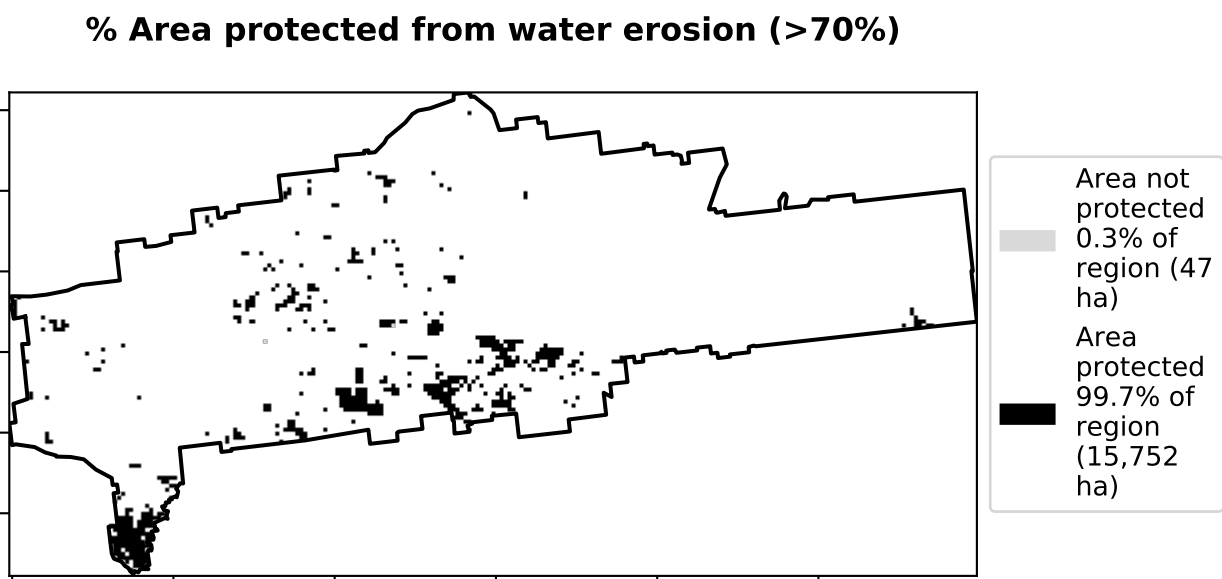 % Area protected from water erosion (>70%)
Area not
protected
0.3% of
region (47
ha)
Area
protected
99.7% of
region
(15,752
ha)